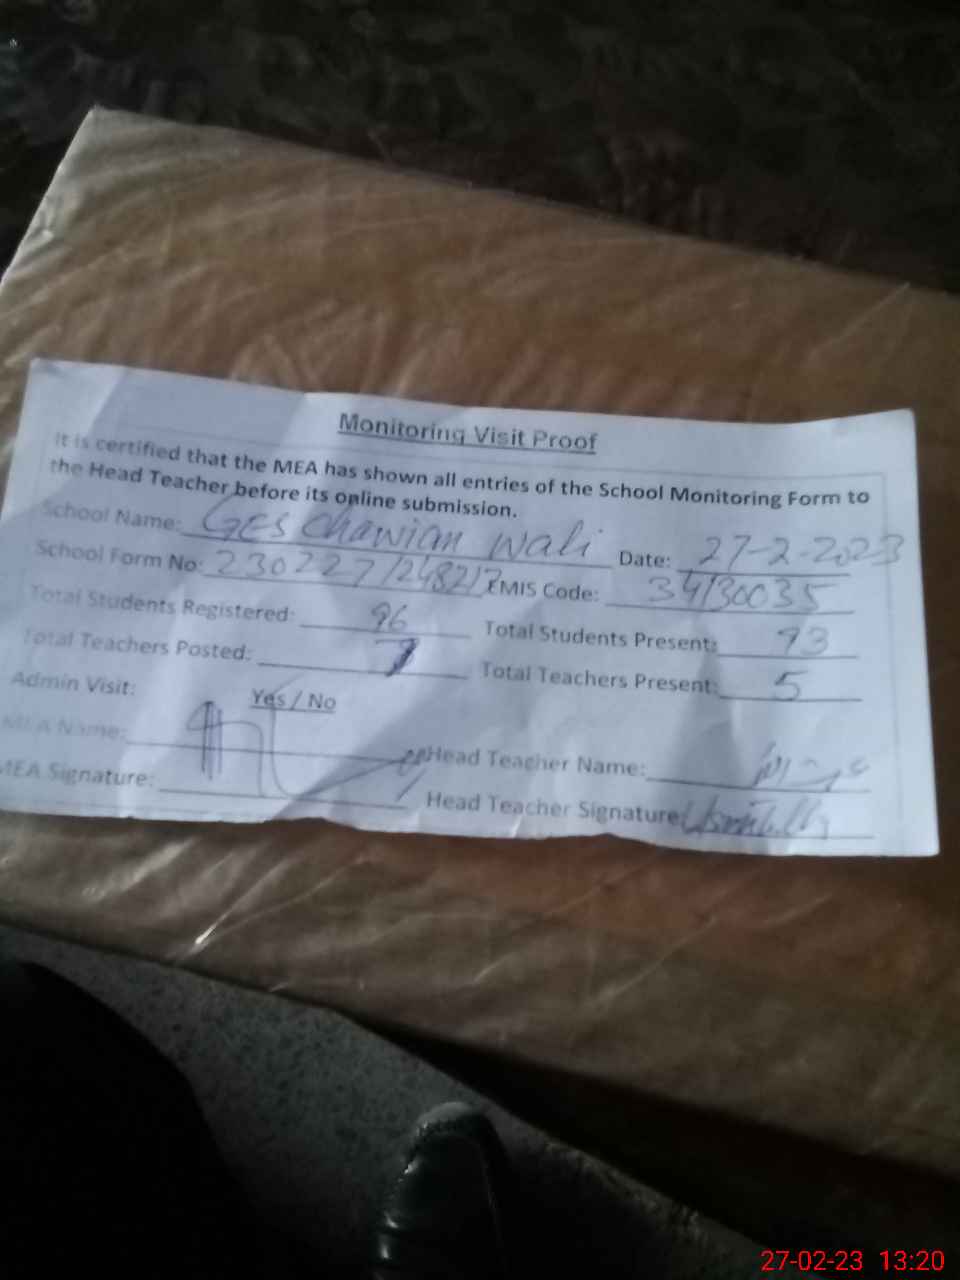 Monitoring Visit Proof
It is certified that the MEA has shown all entries of the School Monitoring Form to
the Head Teacher before its online submission.
School Name: GES Chawian Wali Date: 27-2-2023
School Form No: 230227/24821 EMIS Code: 34130035
Total Students Registered: 96 Total Students Present: 93
Total Teachers Posted: Total Teachers Present: 5
Admin Visit: Yes / No
MEA Name: Head Teacher Name:
MEA Signature: Head Teacher Signature:
27-02-23 13:20